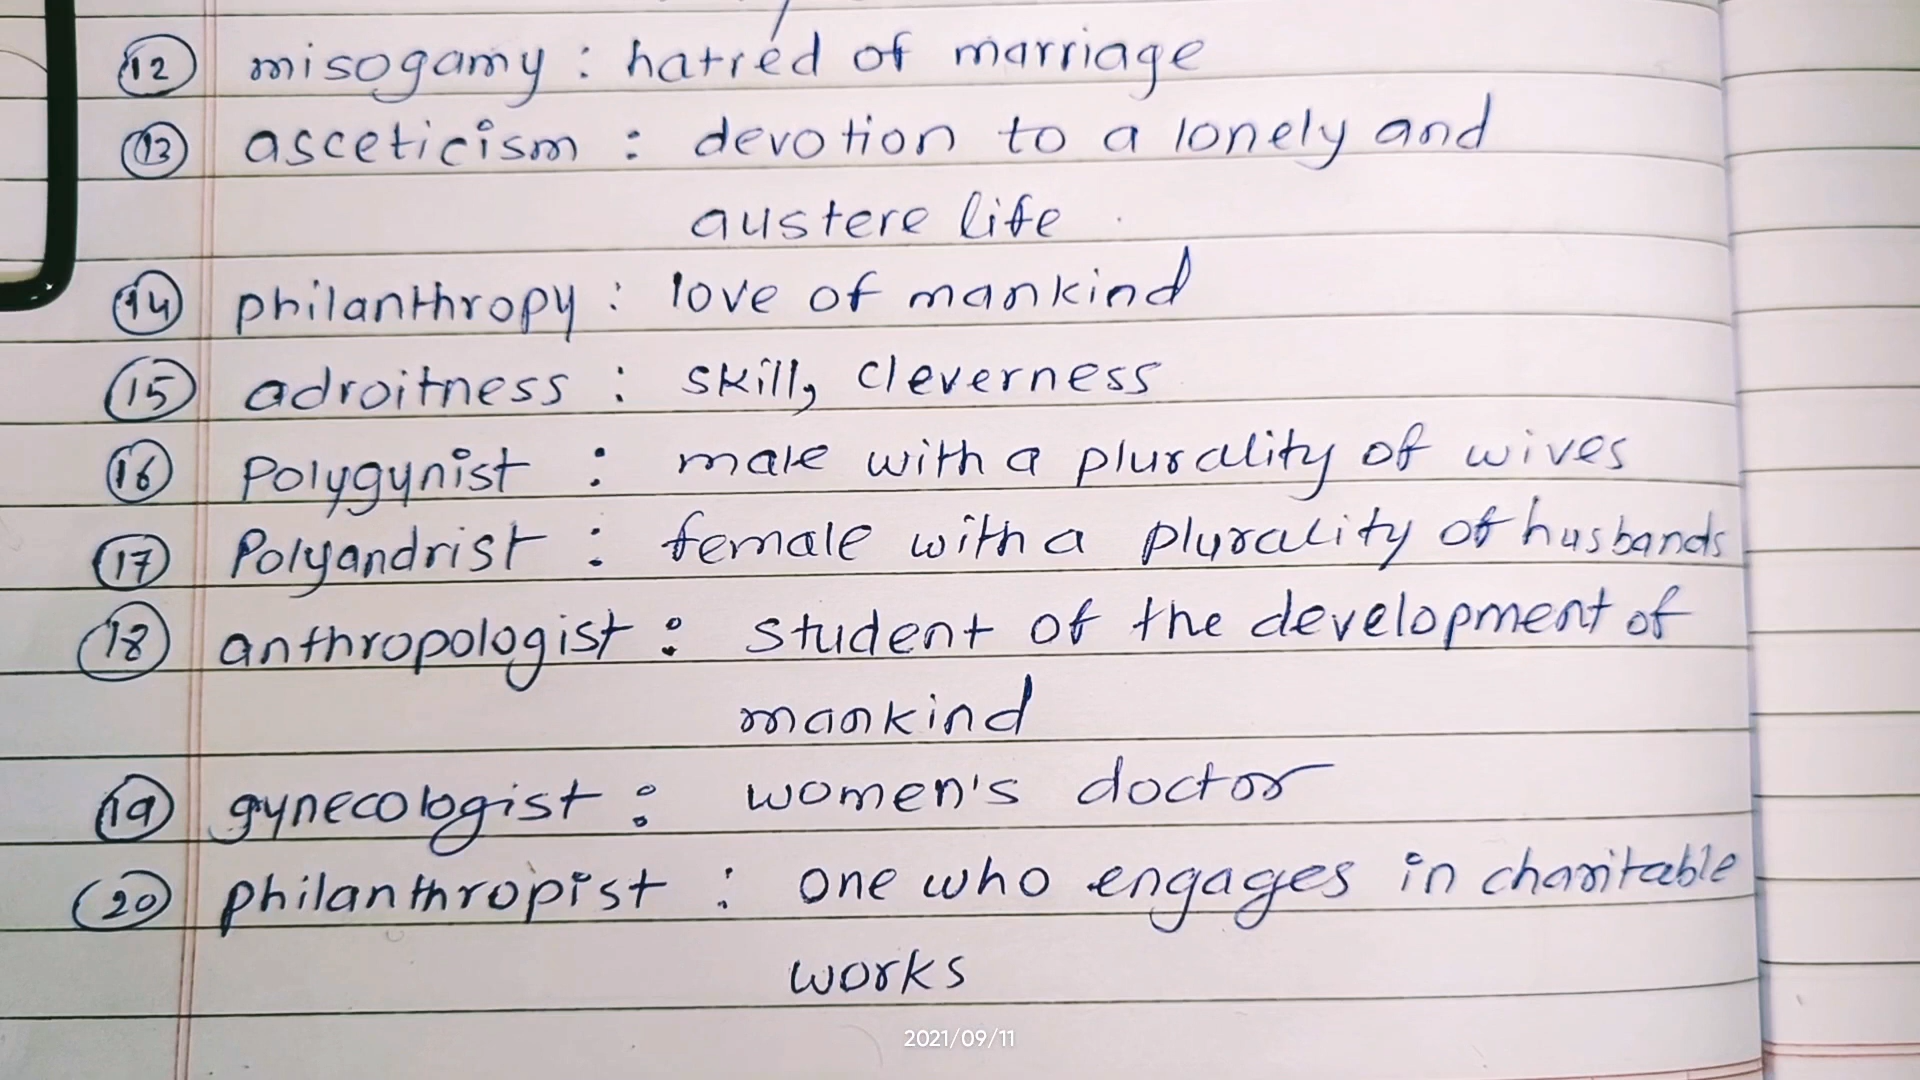 12 misogamy : hatred of marriage
13 asceticism : devotion to a lonely and
austere life
14 philanthropy : love of mankind
15 adroitness : skill, cleverness
16 Polygynist : male with a plurality of wives
17 Polyandrist : female with a plurality of husbands
18 anthropologist : student of the development of
mankind
19 gynecologist : women's doctor
20 philanthropist : one who engages in charitable
works
2021/09/11